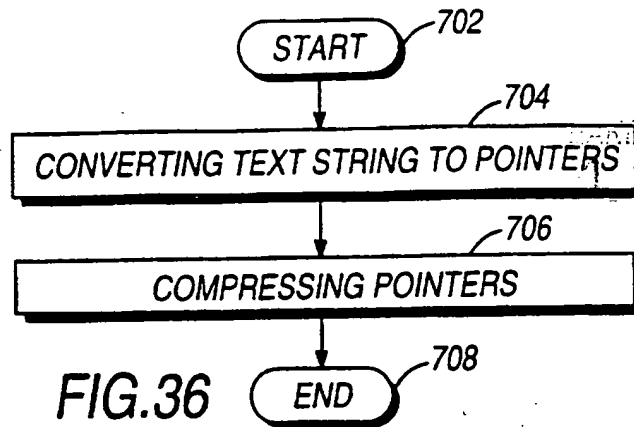 START
702
704
CONVERTING TEXT STRING TO POINTERS
706
COMPRESSING POINTERS
708
END
FIG.36